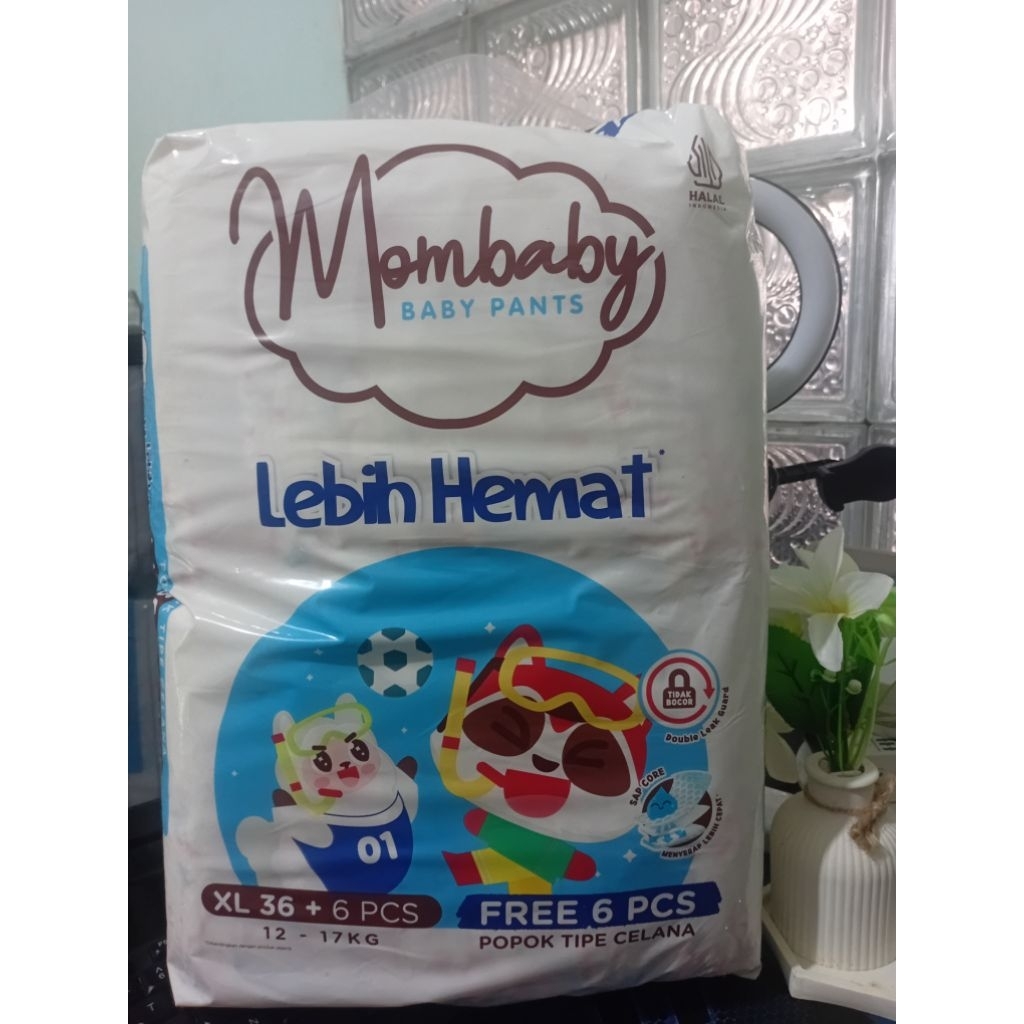 HALAL
INDONESIA
Mombaby
BABY PANTS
Lebih Hemat*
TIDAK
BOCOR
Double Leak Guard
SAP CORE
MENYERAP LEBIH CEPAT*
01
XL 36 + 6 PCS
12 - 17KG
FREE 6 PCS
POPOK TIPE CELANA